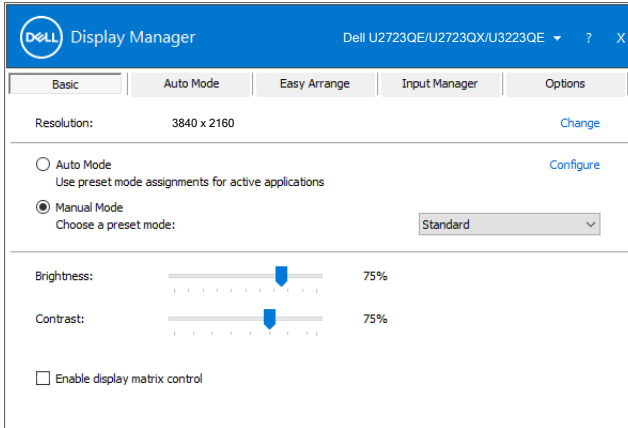 DELL Display Manager Dell U2723QE/U2723QX/U3223QE ? X
Basic Auto Mode Easy Arrange Input Manager Options
Resolution: 3840 x 2160 Change
Auto Mode Configure
Use preset mode assignments for active applications
Manual Mode
Choose a preset mode: Standard
Brightness: 75%
Contrast: 75%
Enable display matrix control